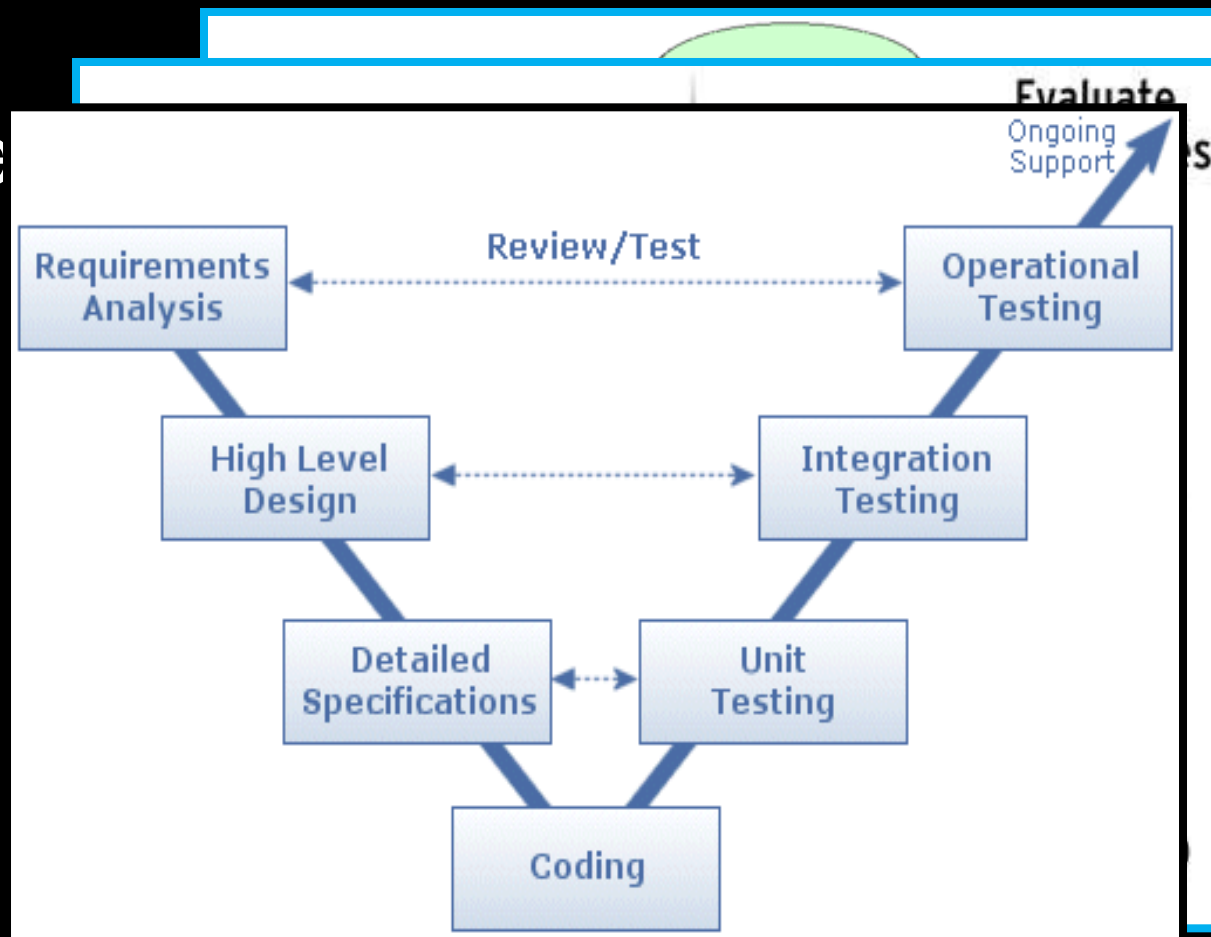 Evaluate
Ongoing
Support
es
Review/Test
Requirements
Analysis
Operational
Testing
High Level
Design
Integration
Testing
Detailed
Specifications
Unit
Testing
Coding